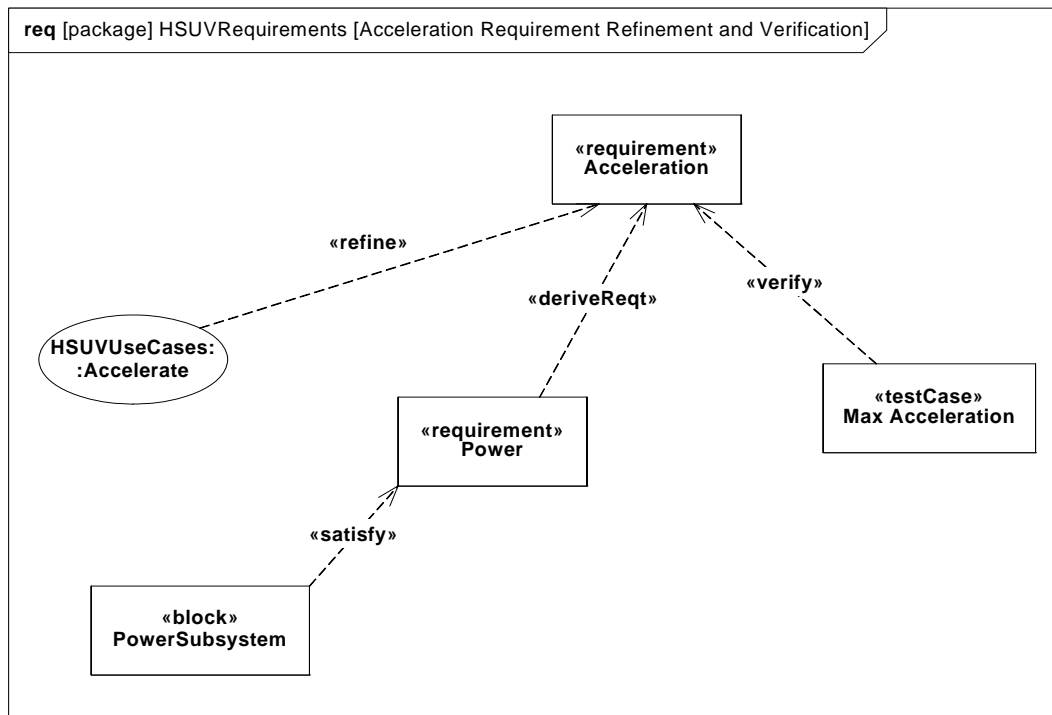 req [package] HSUVRequirements [Acceleration Requirement Refinement and Verification]
«requirement»
Acceleration
«refine»
«verify»
«deriveReqt»
HSUVUseCases:
:Accelerate
«testCase»
Max Acceleration
«requirement»
Power
«satisfy»
«block»
PowerSubsystem